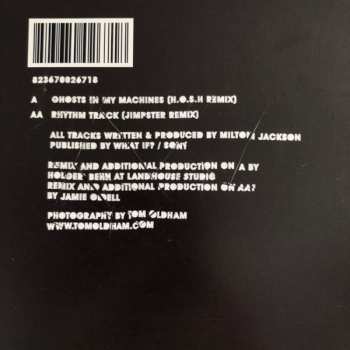 823670026718
A GHOSTS IN MY MACHINES (H.O.S.H REMIX)
AA RHYTHM TRACK (JIMPSTER REMIX)
ALL TRACKS WRITTEN & PRODUCED BY MILTON JACKSON
PUBLISHED BY WHAT IF? / SONY
REMIX AND ADDITIONAL PRODUCTION ON A BY
HOLGER BEHN AT LANDHOUSE STUDIO
REMIX AND ADDITIONAL PRODUCTION ON AA
BY JAMIE ODELL
PHOTOGRAPHY BY TOM OLDHAM
WWW.TOMOLDHAM.COM